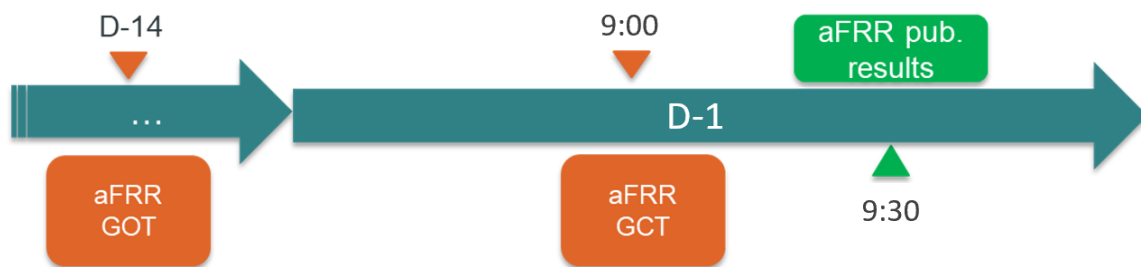 D-14
9:00
aFRR pub.
results
...
D-1
aFRR
GOT
aFRR
GCT
9:30